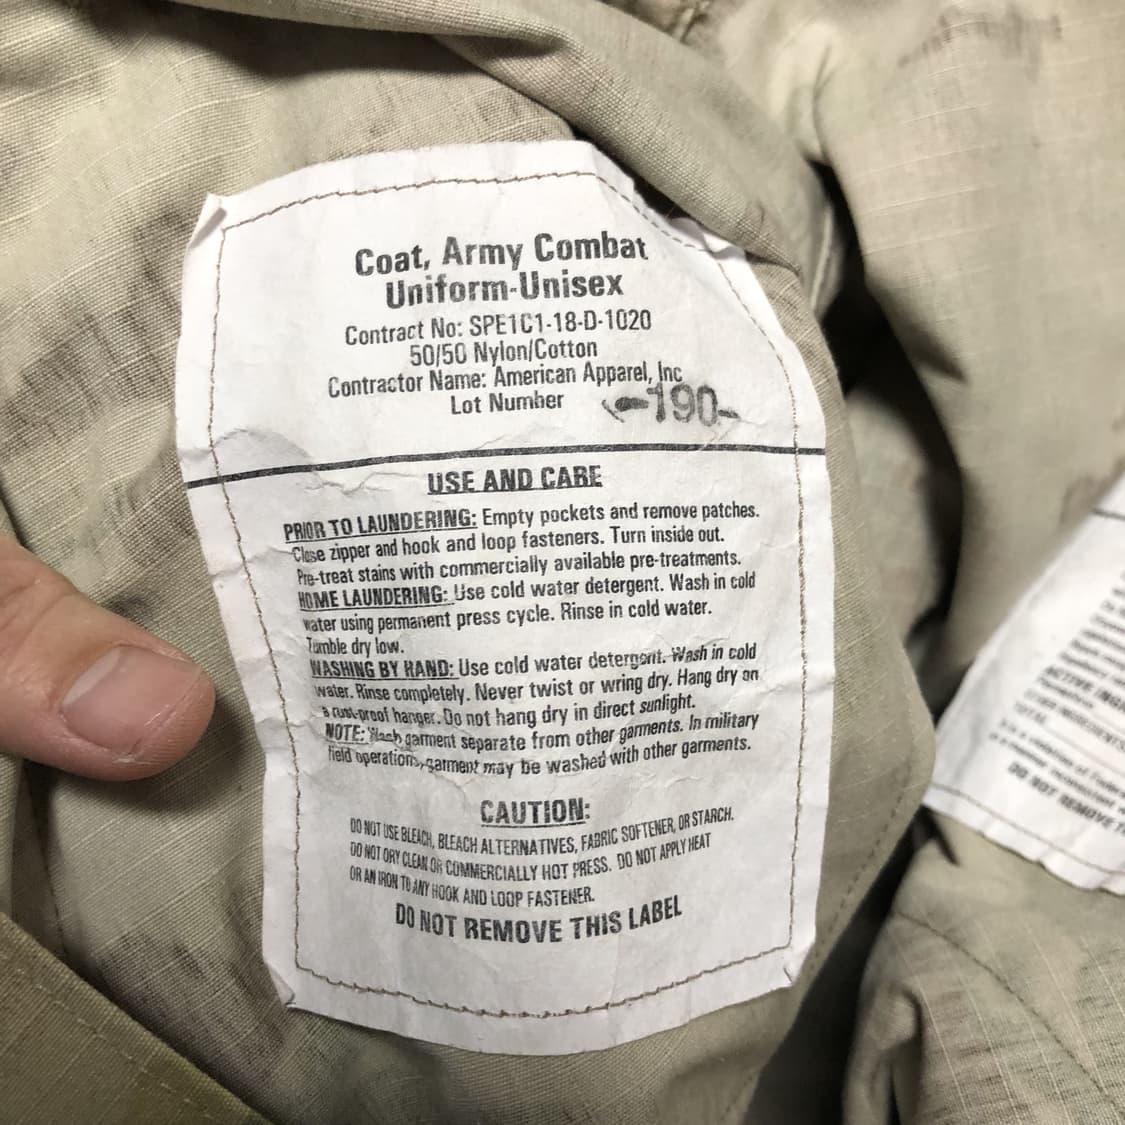 Coat, Army Combat
Uniform-Unisex
Contract No: SPE1C1-18-D-1020
50/50 Nylon/Cotton
Contractor Name: American Apparel, Inc
Lot Number -190-
USE AND CARE
PRIOR TO LAUNDERING: Empty pockets and remove patches.
Close zipper and hook and loop fasteners. Turn inside out.
Pre-treat stains with commercially available pre-treatments.
HOME LAUNDERING: Use cold water detergent. Wash in cold
water using permanent press cycle. Rinse in cold water.
Tumble dry low.
WASHING BY HAND: Use cold water detergent. Wash in cold
water. Rinse completely. Never twist or wring dry. Hang dry on
a rust-proof hanger. Do not hang dry in direct sunlight.
NOTE: Wash garment separate from other garments. In military
field operations, garment may be washed with other garments.
CAUTION:
DO NOT USE BLEACH, BLEACH ALTERNATIVES, FABRIC SOFTENER, OR STARCH.
DO NOT DRY CLEAN OR COMMERCIALLY HOT PRESS. DO NOT APPLY HEAT
OR AN IRON TO ANY HOOK AND LOOP FASTENER.
DO NOT REMOVE THIS LABEL
ACTIVE
DO NOT REMOVE